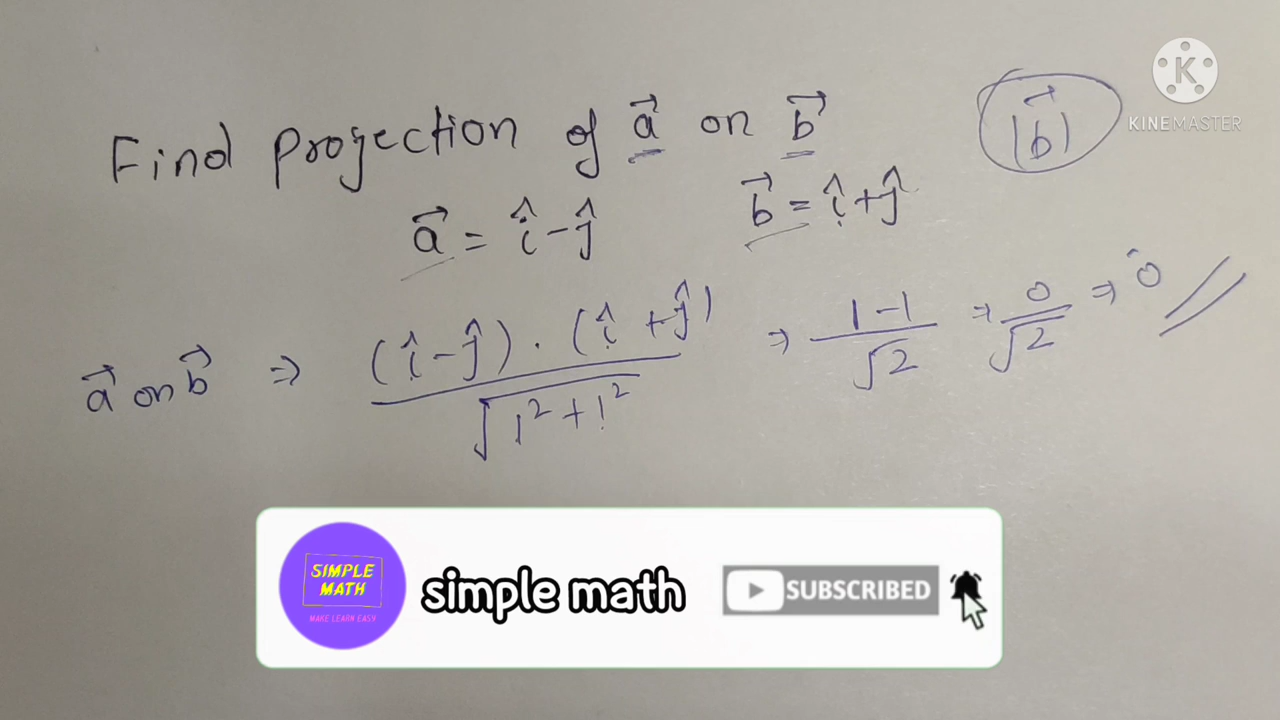 Find projection of a⃗ on b⃗
|b⃗|
KINEMASTER
a⃗ = î-ĵ
b⃗ = î+ĵ
a⃗ on b⃗ ⇒ (î-ĵ) . (î+ĵ) / √1²+1² ⇒ 1-1/√2 ⇒ 0/√2 ⇒ 0 //
SIMPLE
MATH
MAKE LEARN EASY
simple math
SUBSCRIBED